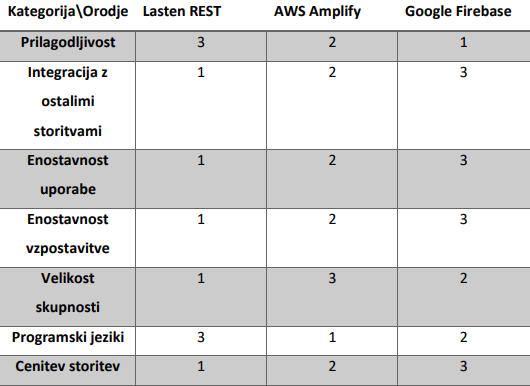 Kategorija\Orodje Lasten REST AWS Amplify Google Firebase
Prilagodljivost 3 2 1
Integracija z 1 2 3
ostalimi
storitvami
Enostavnost 1 2 3
uporabe
Enostavnost 1 2 3
vzpostavitve
Velikost 1 3 2
skupnosti
Programski jeziki 3 1 2
Cenitev storitev 1 2 3